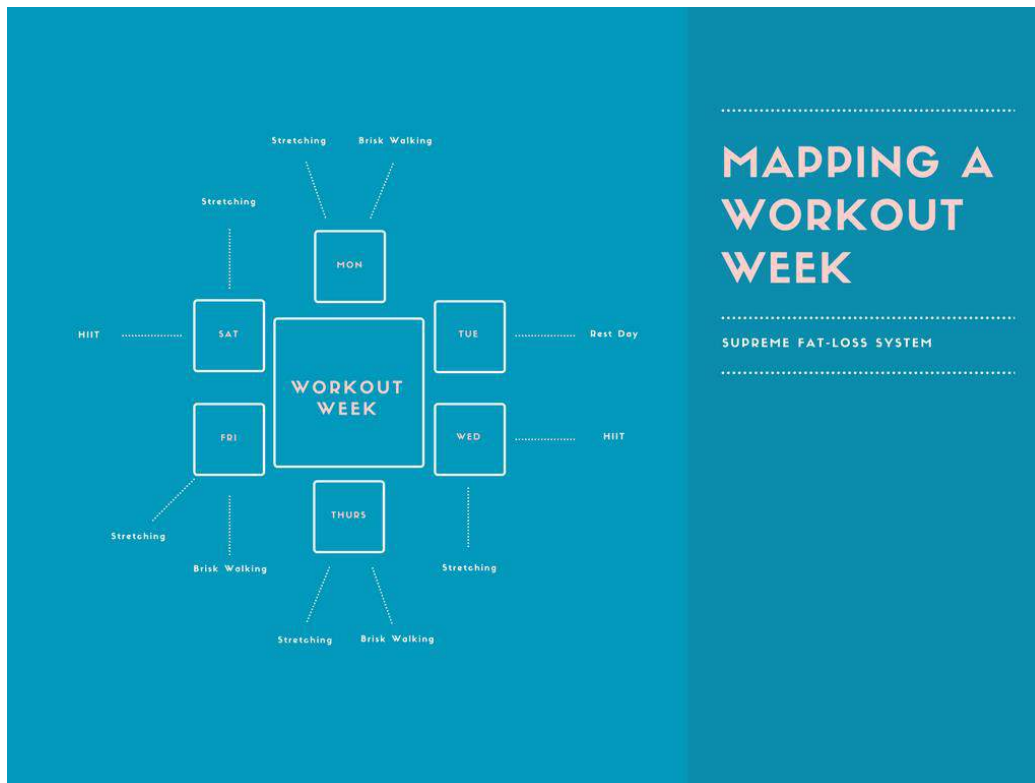 Stretching
Brisk Walking
Stretching
MON
HIIT
SAT
TUE
Rest Day
WORKOUT
WEEK
FRI
WED
HIIT
THURS
Stretching
Brisk Walking
Stretching
Stretching
Brisk Walking
MAPPING A
WORKOUT
WEEK
SUPREME FAT-LOSS SYSTEM